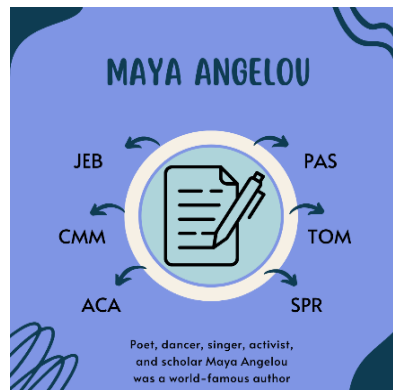 MAYA ANGELOU
JEB
PAS
CMM
TOM
ACA
SPR
Poet, dancer, singer, activist,
and scholar Maya Angelou
was a world-famous author